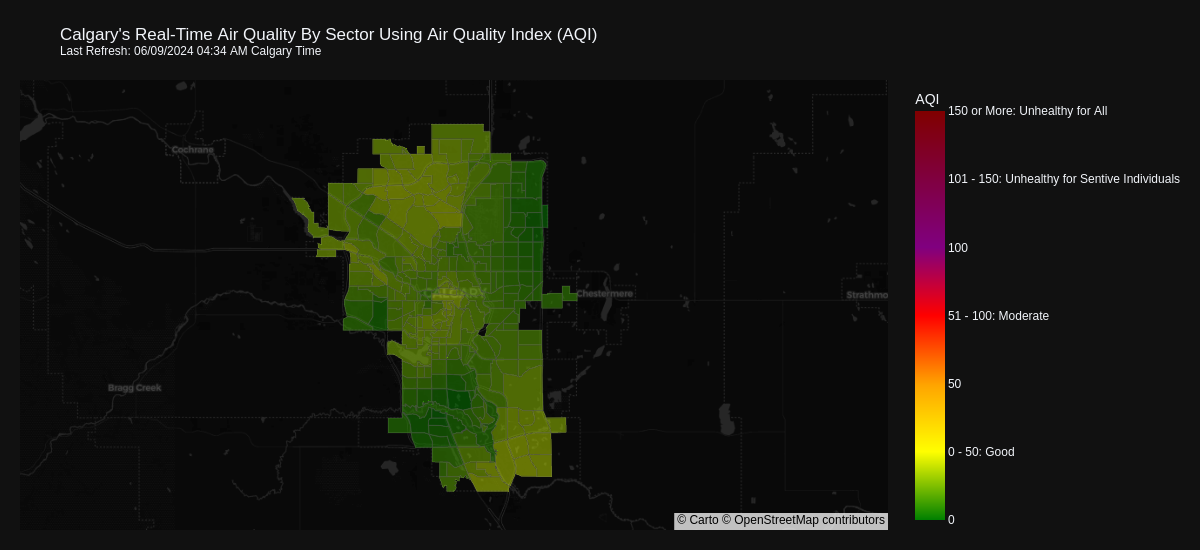 Calgary's Real-Time Air Quality By Sector Using Air Quality Index (AQI)
Last Refresh: 06/09/2024 04:34 AM Calgary Time
AQI
150 or More: Unhealthy for All
101 - 150: Unhealthy for Sentive Individuals
100
51 - 100: Moderate
50
0 - 50: Good
0
Cochrane
CALGARY
Chestermere
Strathmo
Bragg Creek
© Carto © OpenStreetMap contributors